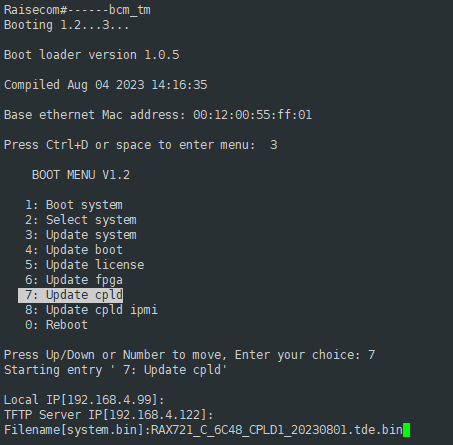 Raisecom#------bcm_tm
Booting 1.2...3...
Boot loader version 1.0.5
Compiled Aug 04 2023 14:16:35
Base ethernet Mac address: 00:12:00:55:ff:01
Press Ctrl+D or space to enter menu:  3
BOOT MENU V1.2
1: Boot system
2: Select system
3: Update system
4: Update boot
5: Update license
6: Update fpga
7: Update cpld
8: Update cpld ipmi
0: Reboot
Press Up/Down or Number to move, Enter your choice: 7
Starting entry ' 7: Update cpld'
Local IP[192.168.4.99]:
TFTP Server IP[192.168.4.122]:
Filename[system.bin]:RAX721_C_6C48_CPLD1_20230801.tde.bin